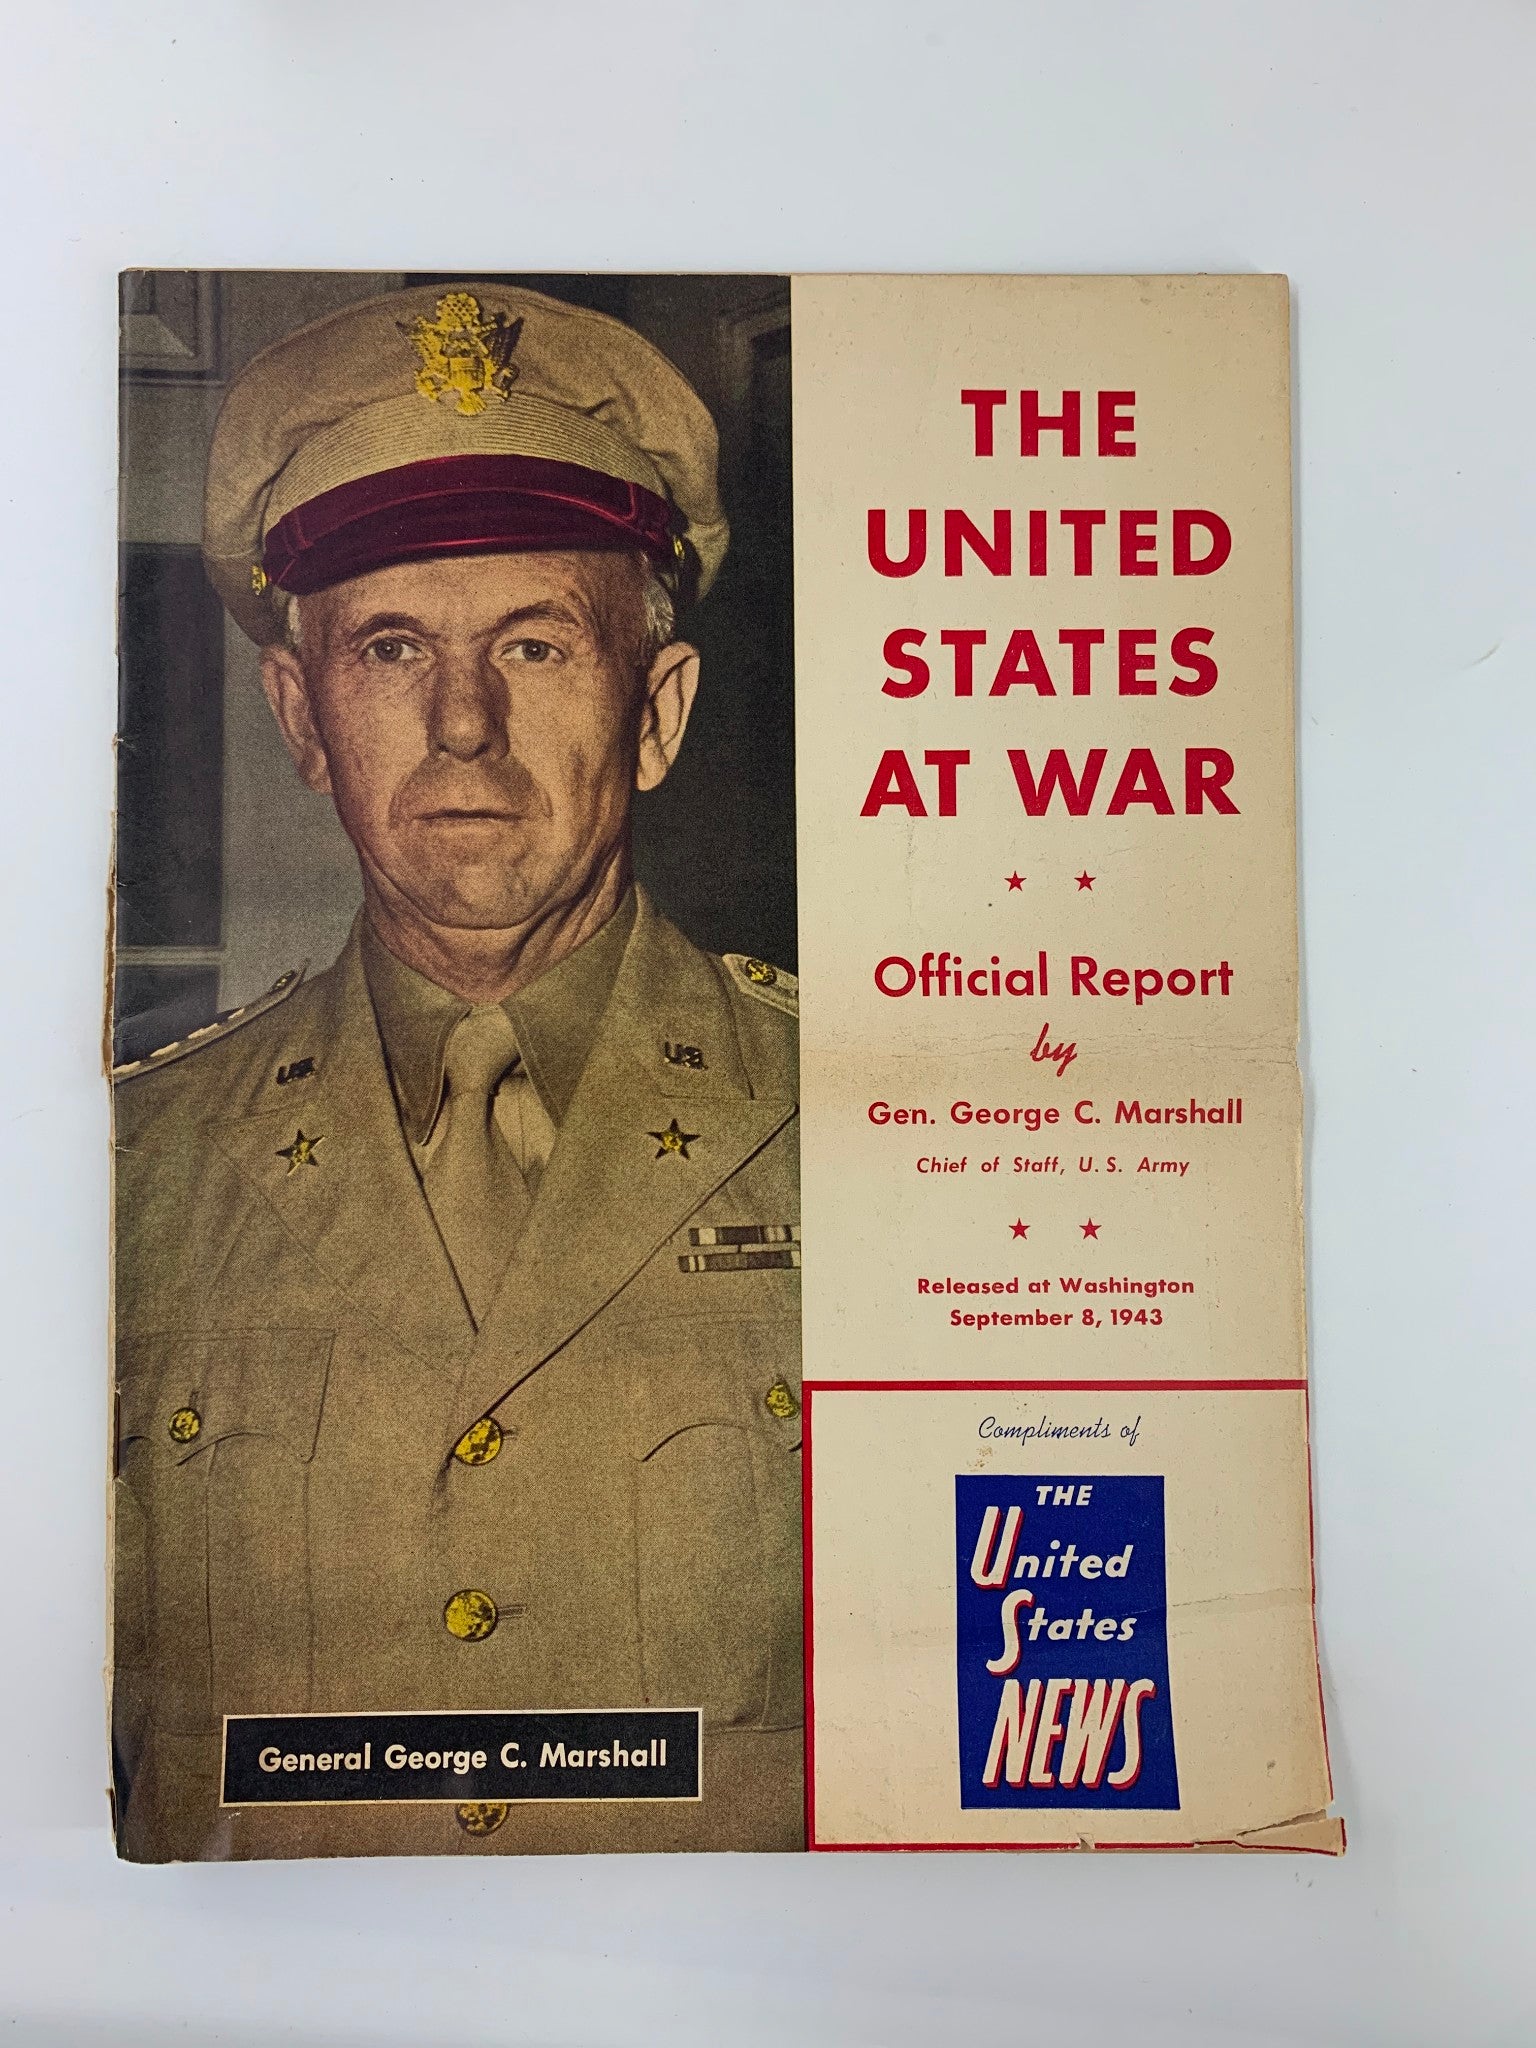 THE
UNITED
STATES
AT WAR
Official Report
by
Gen. George C. Marshall
Chief of Staff, U. S. Army
Released at Washington
September 8, 1943
Compliments of
THE
United
States
NEWS
U.S.
U.S.
General George C. Marshall